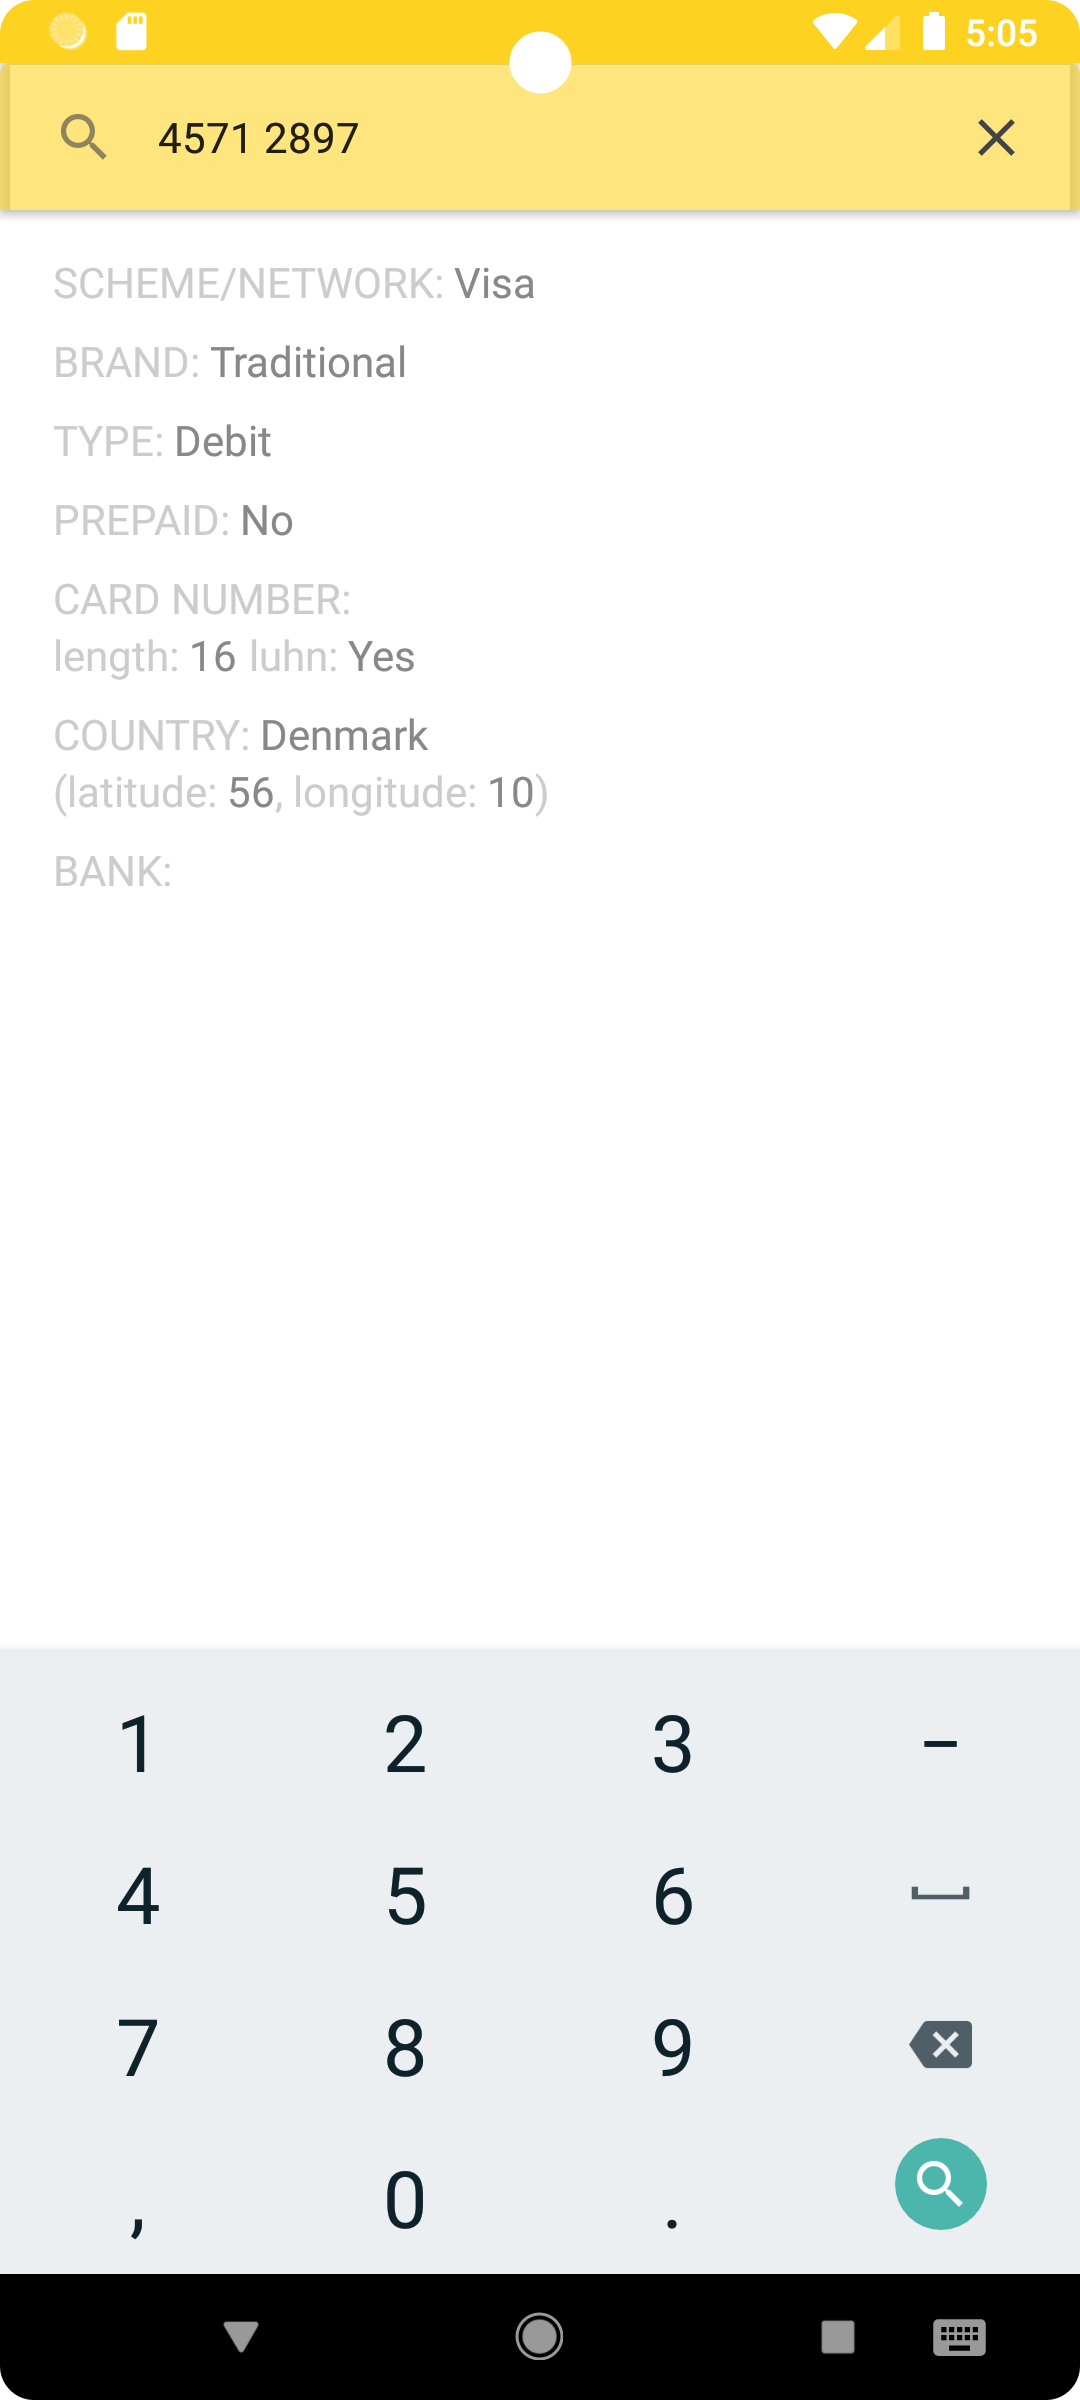 5:05
4571 2897
SCHEME/NETWORK: Visa
BRAND: Traditional
TYPE: Debit
PREPAID: No
CARD NUMBER:
length: 16 luhn: Yes
COUNTRY: Denmark
(latitude: 56, longitude: 10)
BANK:
1 2 3 –
4 5 6
7 8 9
, 0 .